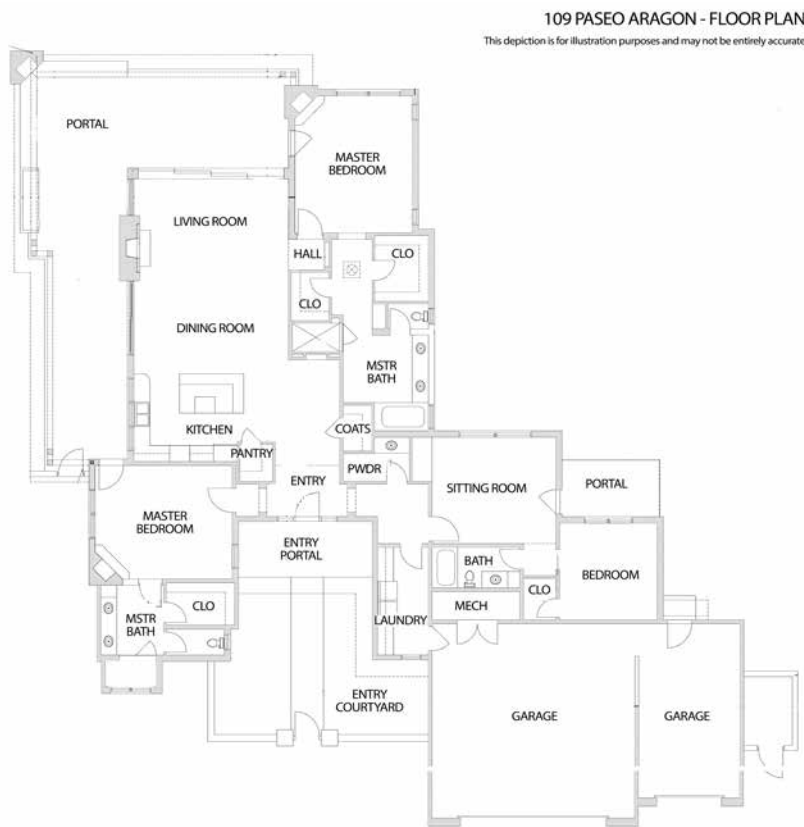 109 PASEO ARAGON - FLOOR PLAN
This depiction is for illustration purposes and may not be entirely accurate
PORTAL
MASTER
BEDROOM
LIVING ROOM
HALL
CLO
CLO
DINING ROOM
MSTR
BATH
KITCHEN
COATS
PANTRY
PWDR
ENTRY
SITTING ROOM
PORTAL
MASTER
BEDROOM
ENTRY
PORTAL
BATH
BEDROOM
CLO
MSTR
BATH
CLO
MECH
LAUNDRY
ENTRY
COURTYARD
GARAGE
GARAGE